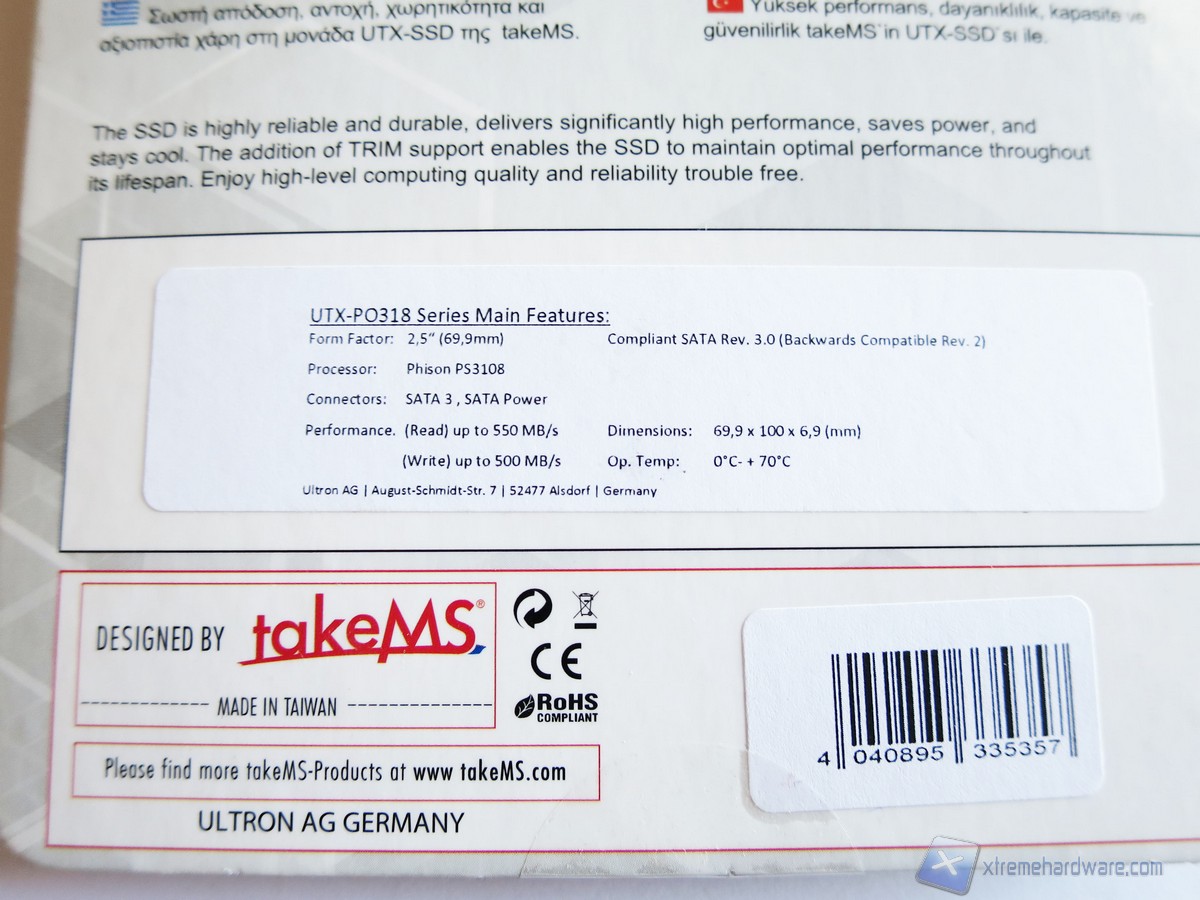 Σωστή απόδοση, αντοχή, χωρητικότητα και
αξιοπιστία χάρη στη μονάδα UTX-SSD της takeMS.
Yüksek performans, dayanıklılık, kapasite ve
güvenilirlik takeMS'in UTX-SSD'si ile.
The SSD is highly reliable and durable, delivers significantly high performance, saves power, and
stays cool. The addition of TRIM support enables the SSD to maintain optimal performance throughout
its lifespan. Enjoy high-level computing quality and reliability trouble free.
UTX-PO318 Series Main Features:
Form Factor: 2,5" (69,9mm) Compliant SATA Rev. 3.0 (Backwards Compatible Rev. 2)
Processor: Phison PS3108
Connectors: SATA 3 , SATA Power
Performance. (Read) up to 550 MB/s Dimensions: 69,9 x 100 x 6,9 (mm)
(Write) up to 500 MB/s Op. Temp: 0°C- + 70°C
Ultron AG | August-Schmidt-Str. 7 | 52477 Alsdorf | Germany
DESIGNED BY takeMS®
MADE IN TAIWAN
CE
RoHS
COMPLIANT
Please find more takeMS-Products at www takeMS.com
ULTRON AG GERMANY
4 040895 335357
xtremehardware.com